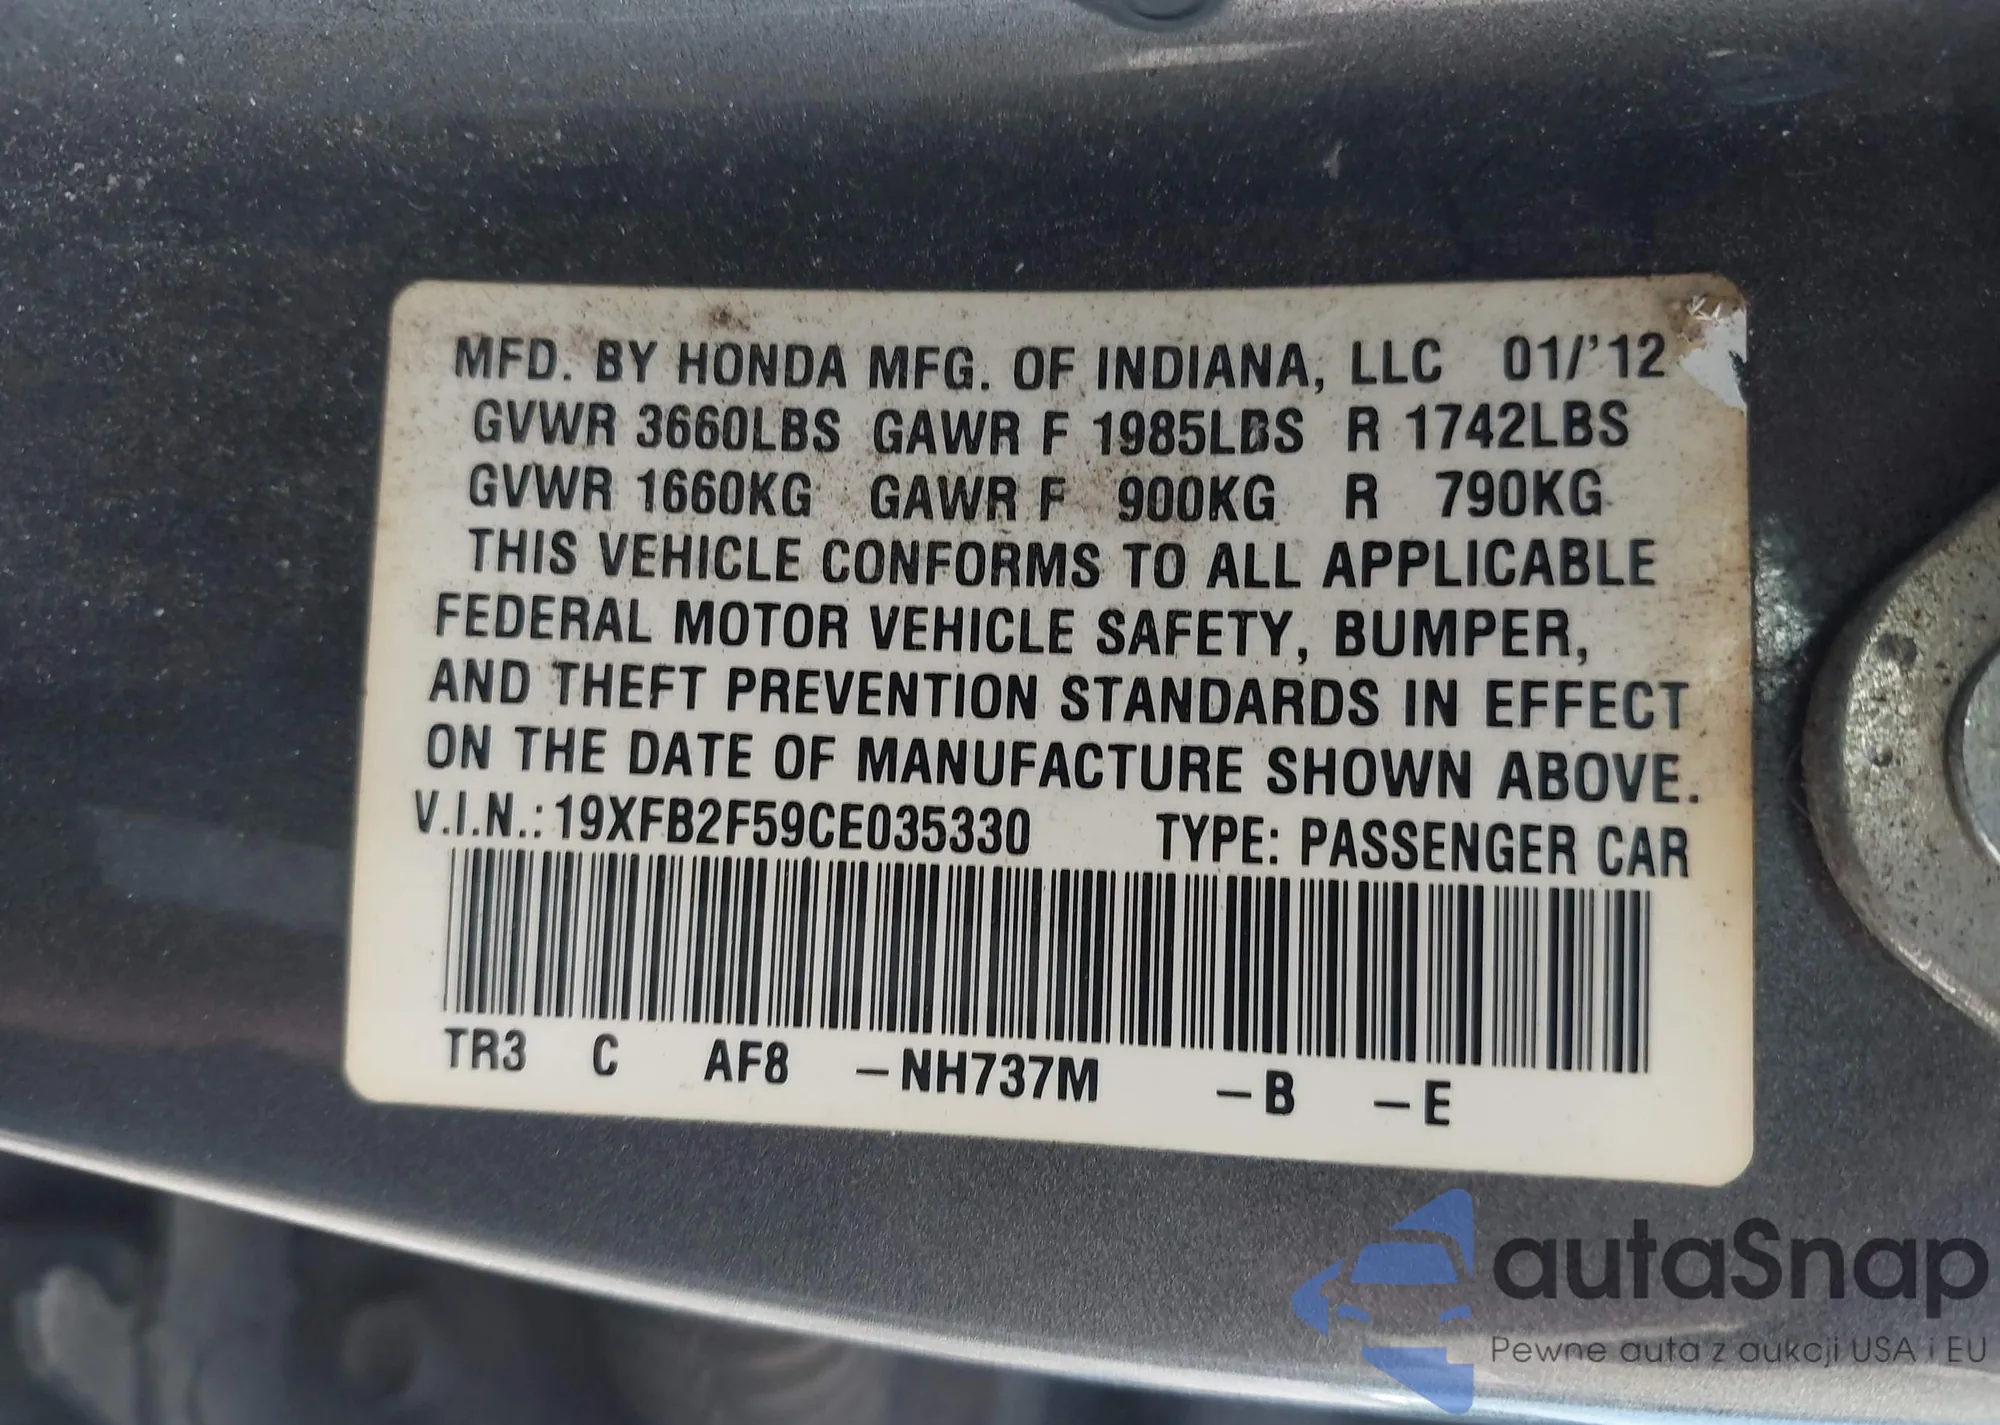 MFD. BY HONDA MFG. OF INDIANA, LLC 01/'12
GVWR 3660LBS GAWR F 1985LBS R 1742LBS
GVWR 1660KG GAWR F 900KG R 790KG
THIS VEHICLE CONFORMS TO ALL APPLICABLE
FEDERAL MOTOR VEHICLE SAFETY, BUMPER,
AND THEFT PREVENTION STANDARDS IN EFFECT
ON THE DATE OF MANUFACTURE SHOWN ABOVE.
V.I.N.: 19XFB2F59CE035330 TYPE: PASSENGER CAR
TR3 C AF8 –NH737M –B –E
autaSnap
Pewne auta z aukcji USA i EU